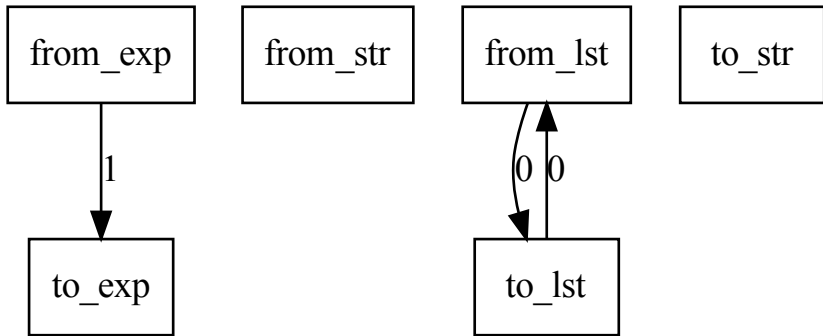 from_exp
from_str
from_lst
to_str
1
0
0
to_exp
to_lst